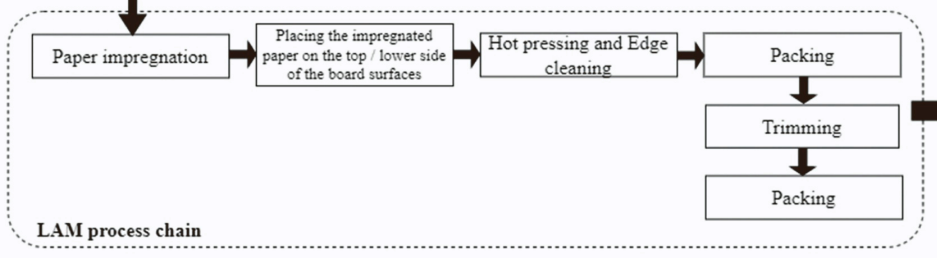 Paper impregnation
Placing the impregnated
paper on the top / lower side
of the board surfaces
Hot pressing and Edge
cleaning
Packing
Trimming
Packing
LAM process chain